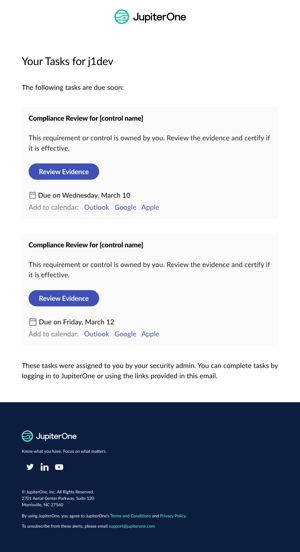 JupiterOne
Your Tasks for j1dev
The following tasks are due soon:
Compliance Review for [control name]
This requirement or control is owned by you. Review the evidence and certify if
it is effective.
Review Evidence
Due on Wednesday, March 10
Add to calendar: Outlook Google Apple
Compliance Review for [control name]
This requirement or control is owned by you. Review the evidence and certify if
it is effective.
Review Evidence
Due on Friday, March 12
Add to calendar: Outlook Google Apple
These tasks were assigned to you by your security admin. You can complete tasks by
logging in to JupiterOne or using the links provided in this email.
JupiterOne
Know what you have. Focus on what matters.
© JupiterOne, Inc. All Rights Reserved.
2701 Aerial Center Parkway, Suite 120
Morrisville, NC 27560
By using JupiterOne, you agree to JupiterOne's Terms and Conditions and Privacy Policy.
To unsubscribe from these alerts, please email support@jupiterone.com